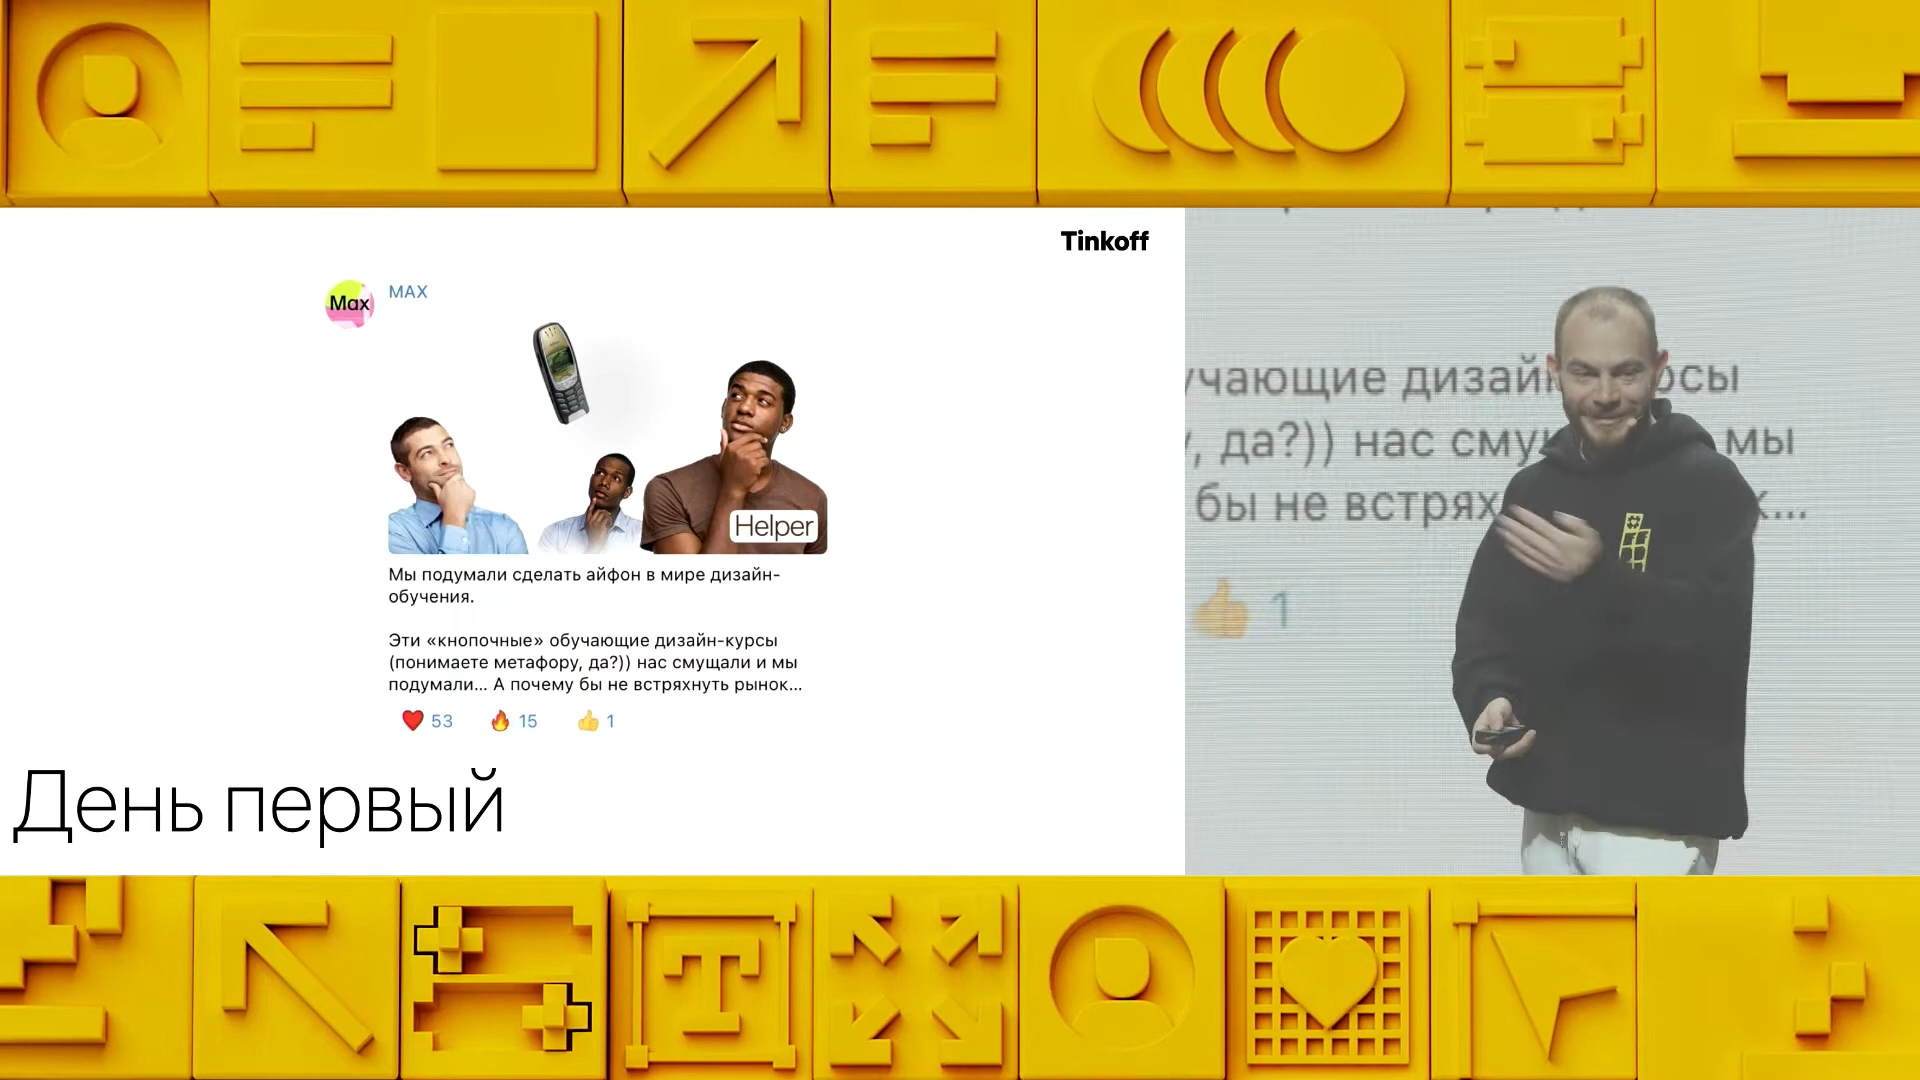 Tinkoff
Max
MAX
Helper
Мы подумали сделать айфон в мире дизайн-
обучения.
Эти «кнопочные» обучающие дизайн-курсы
(понимаете метафору, да?)) нас смущали и мы
подумали... А почему бы не встряхнуть рынок...
❤️ 53 🔥 15 👍 1
День первый
учающие дизайн
рсы
, да?)) нас сму
мы
бы не встрях
к...
👍 1
T